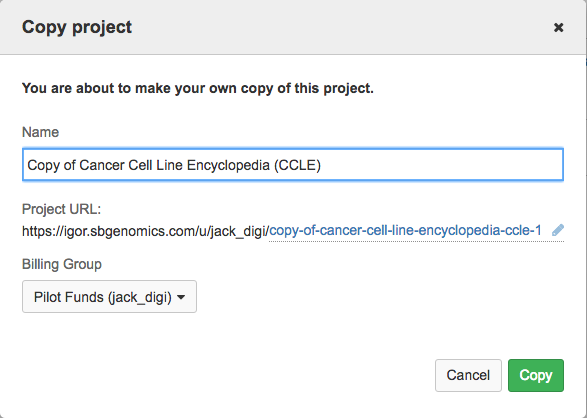 Copy project
You are about to make your own copy of this project.
Name
Copy of Cancer Cell Line Encyclopedia (CCLE)
Project URL:
https://igor.sbgenomics.com/u/jack_digi/copy-of-cancer-cell-line-encyclopedia-ccle-1
Billing Group
Pilot Funds (jack_digi)
Cancel Copy